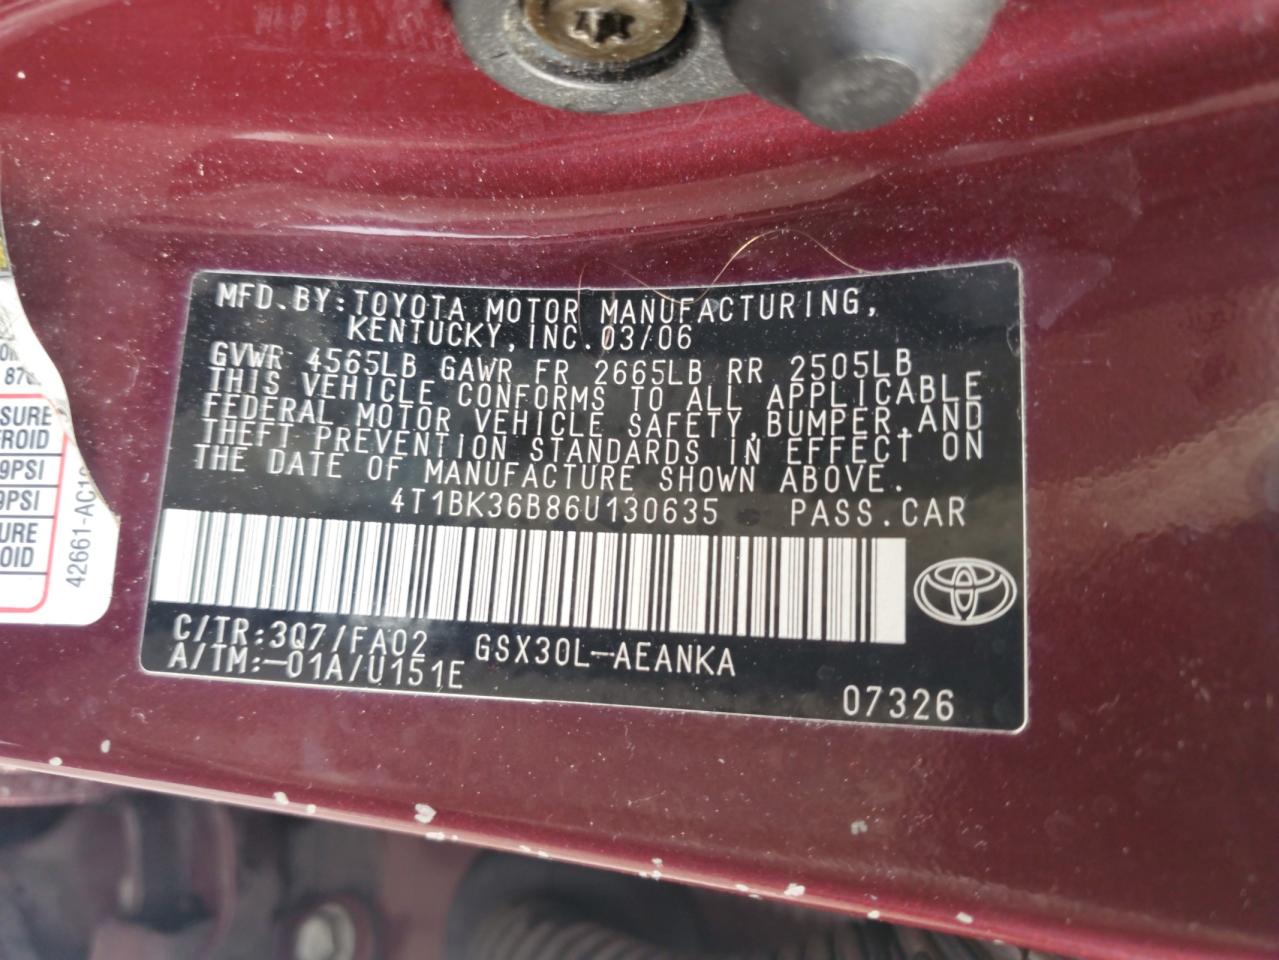 MFD.BY:TOYOTA MOTOR MANUFACTURING,
KENTUCKY,INC.03/06
GVWR 4565LB GAWR FR 2665LB RR 2505LB
THIS VEHICLE CONFORMS TO ALL APPLICABLE
FEDERAL MOTOR VEHICLE SAFETY,BUMPER,AND
THEFT PREVENTION STANDARDS IN EFFECT ON
THE DATE OF MANUFACTURE SHOWN ABOVE.
4T1BK36B86U130635 PASS.CAR
C/TR:3Q7/FA02 GSX30L-AEANKA
A/TM:-01A/U151E
07326
SURE
FROID
9PSI
9PSI
URE
OID
42661-AC1